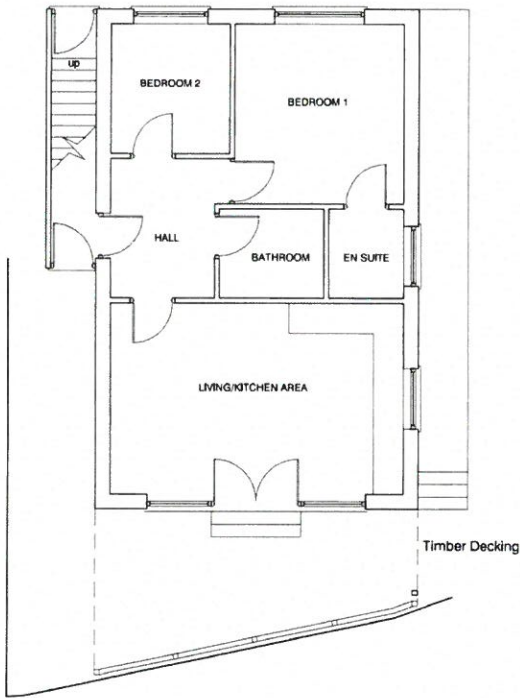 up
BEDROOM 2
BEDROOM 1
HALL
BATHROOM
EN SUITE
LIVING/KITCHEN AREA
Timber Decking